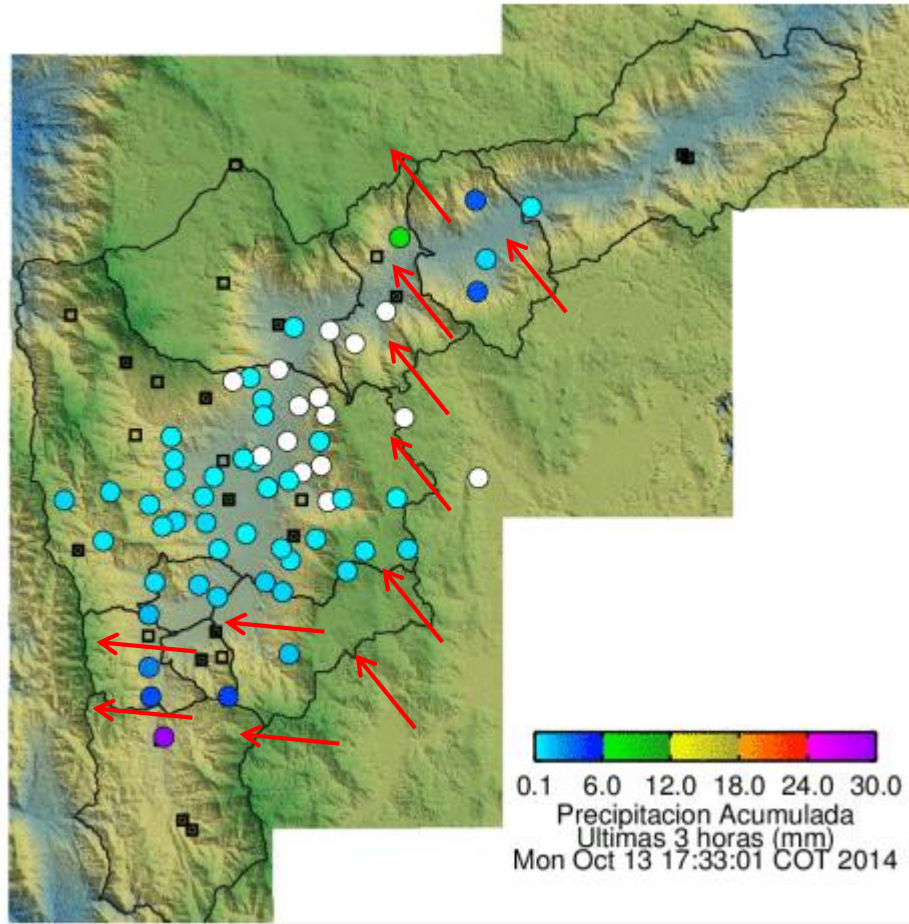 0.1 6.0 12.0 18.0 24.0 30.0
Precipitacion Acumulada
Ultimas 3 horas (mm)
Mon Oct 13 17:33:01 COT 2014